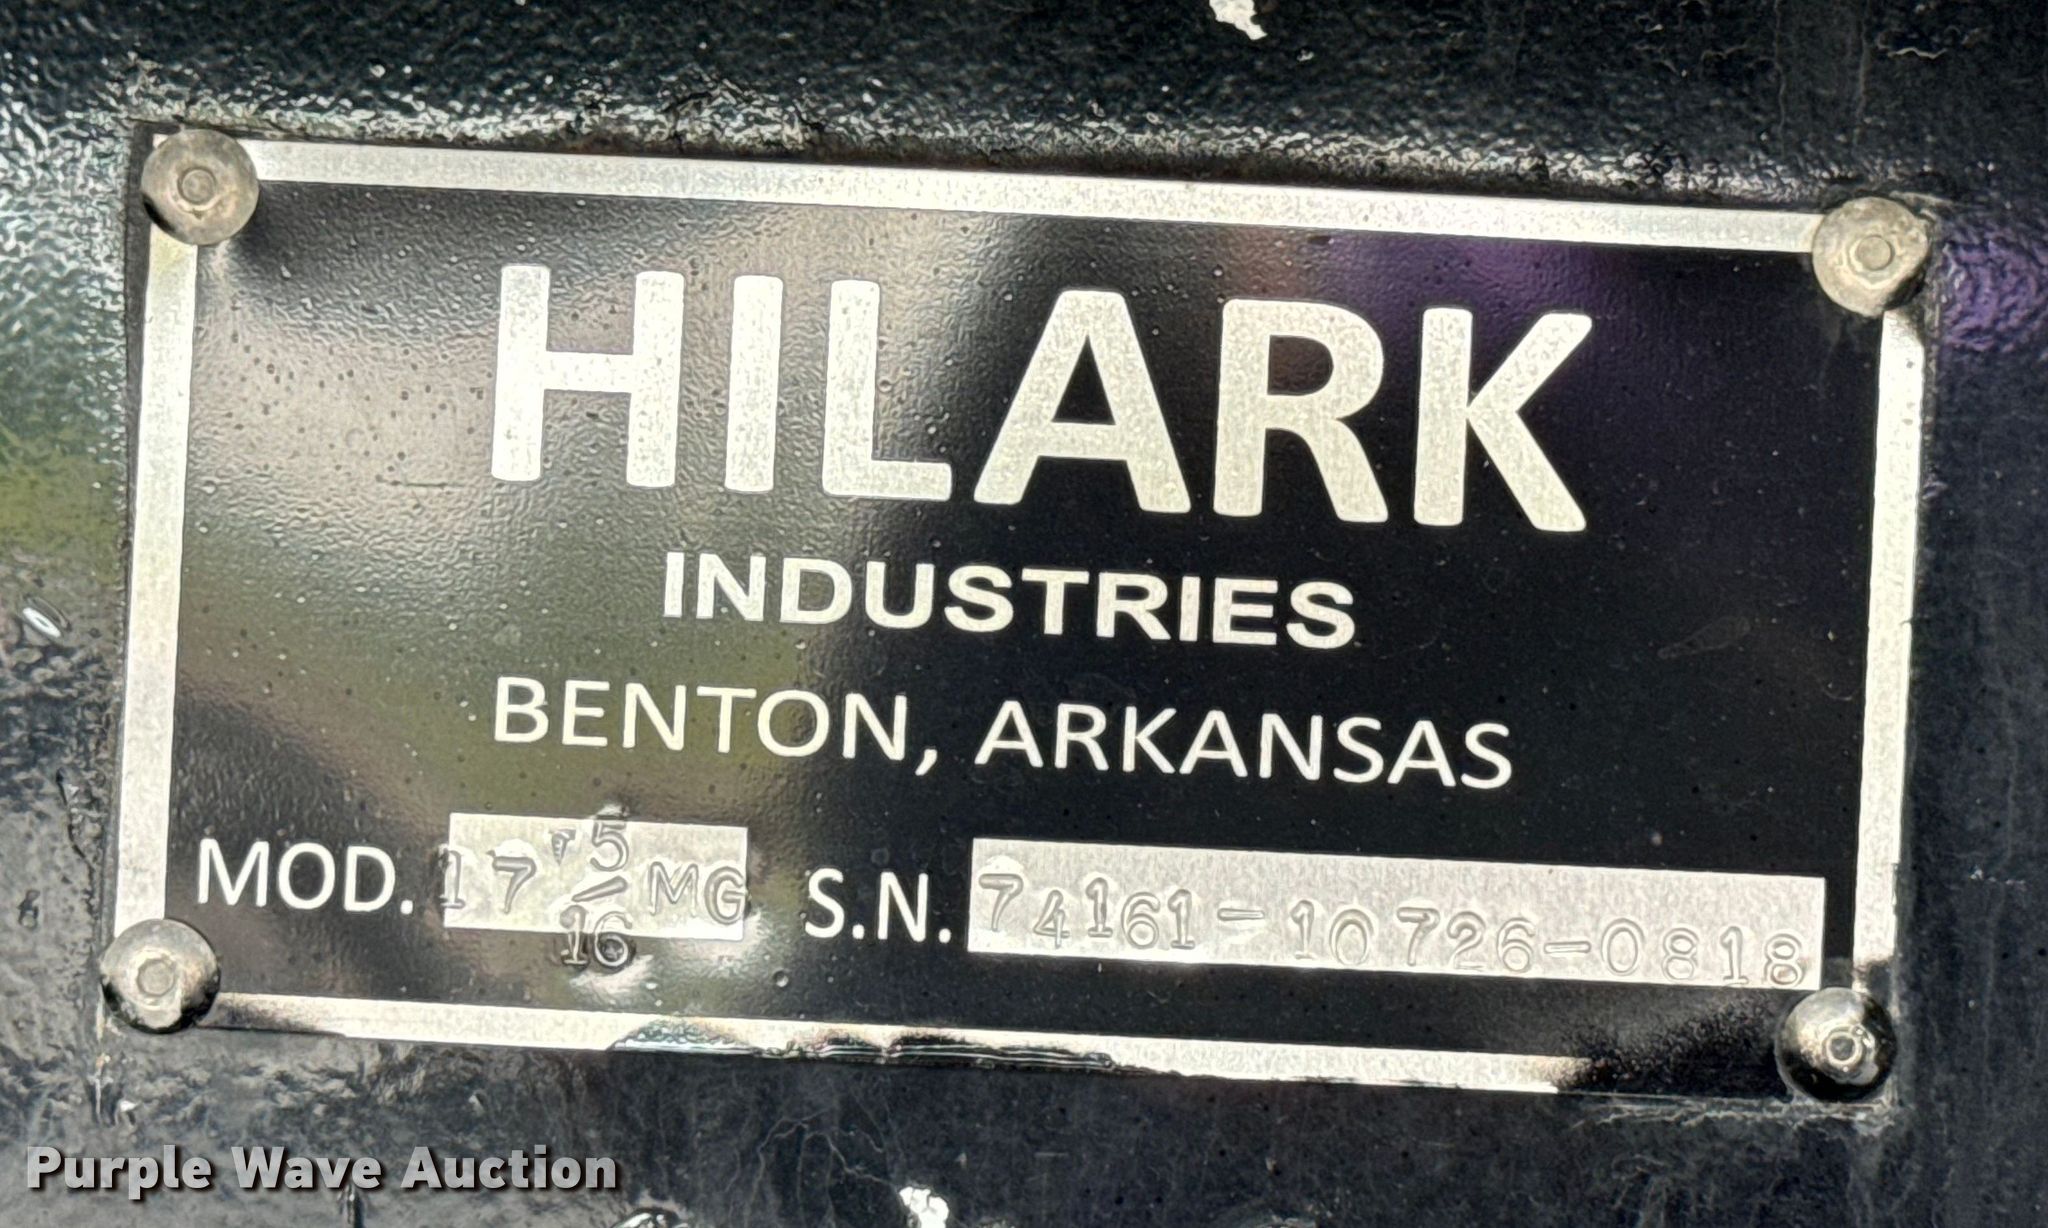 HILARK
INDUSTRIES
BENTON, ARKANSAS
MOD. 17 5/16 MG S.N. 74161-10726-0818
Purple Wave Auction